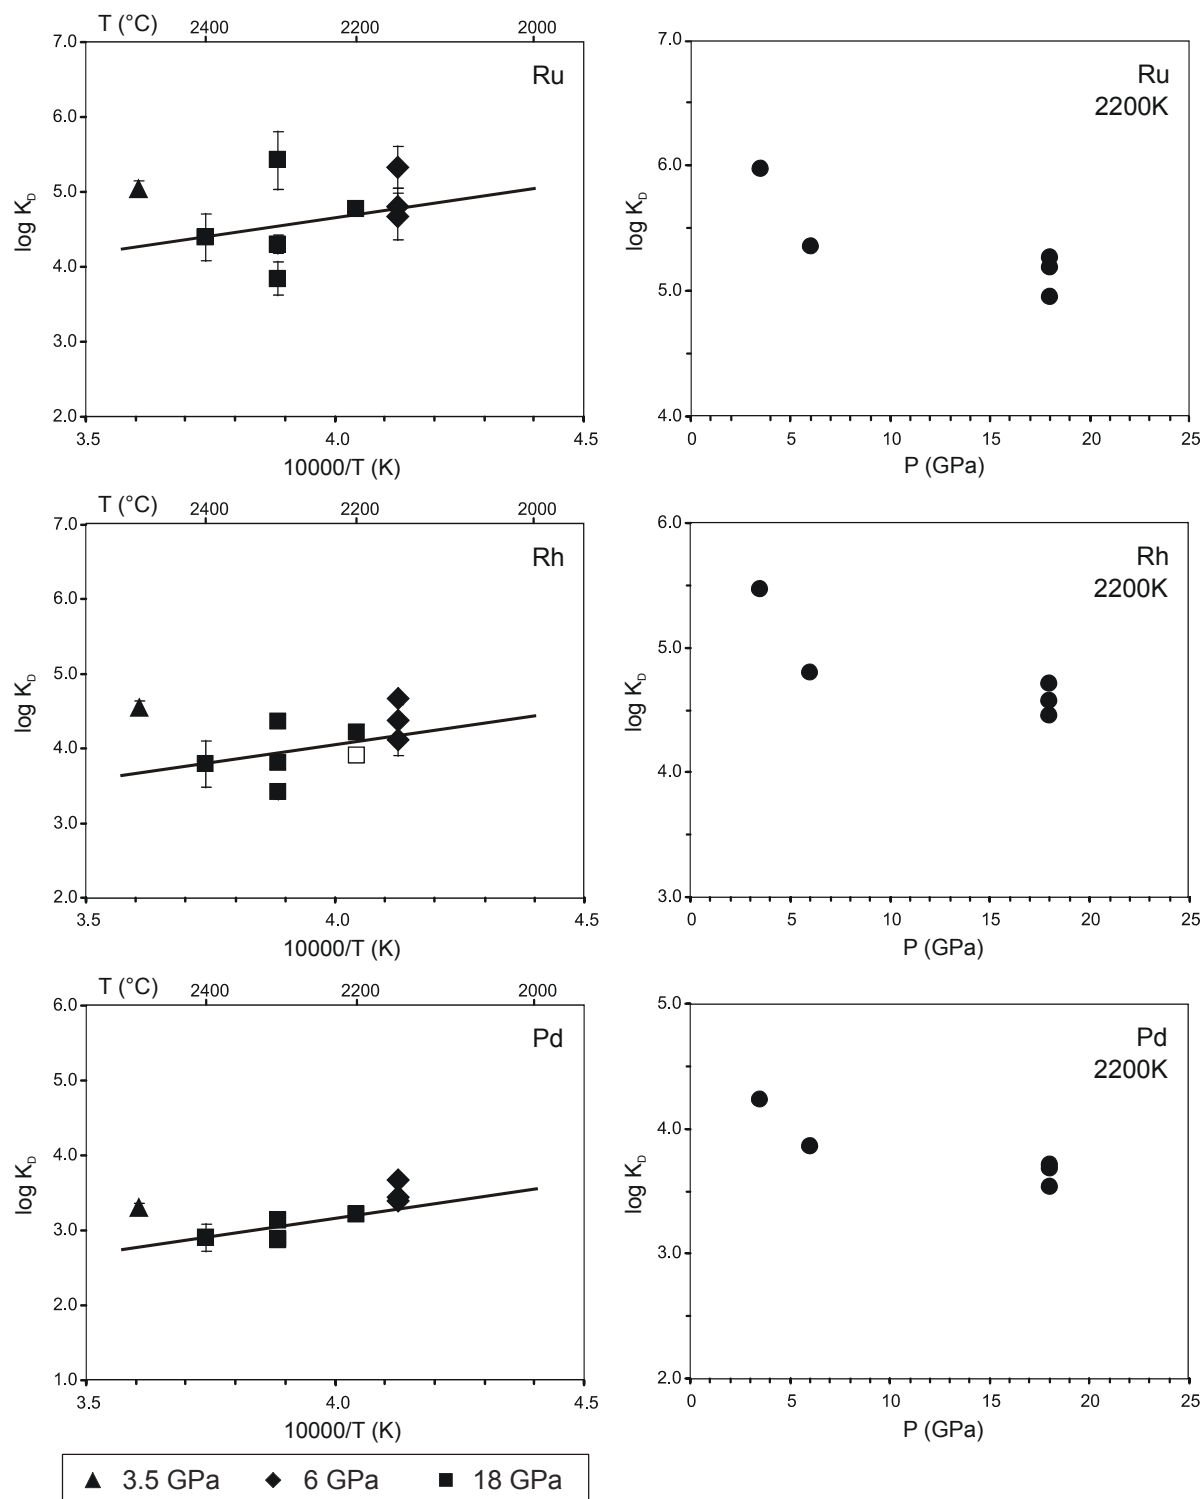 T (°C) 2400 2200 2000
7.0
6.0
5.0
4.0
3.0
2.0
log K_D
Ru
3.5 4.0 4.5
10000/T (K)
7.0
6.0
5.0
4.0
log K_D
Ru
2200K
0 5 10 15 20 25
P (GPa)
T (°C) 2400 2200 2000
7.0
6.0
5.0
4.0
3.0
2.0
log K_D
Rh
3.5 4.0 4.5
10000/T (K)
6.0
5.0
4.0
3.0
log K_D
Rh
2200K
0 5 10 15 20 25
P (GPa)
T (°C) 2400 2200 2000
6.0
5.0
4.0
3.0
2.0
1.0
log K_D
Pd
3.5 4.0 4.5
10000/T (K)
5.0
4.0
3.0
2.0
log K_D
Pd
2200K
0 5 10 15 20 25
P (GPa)
3.5 GPa 6 GPa 18 GPa